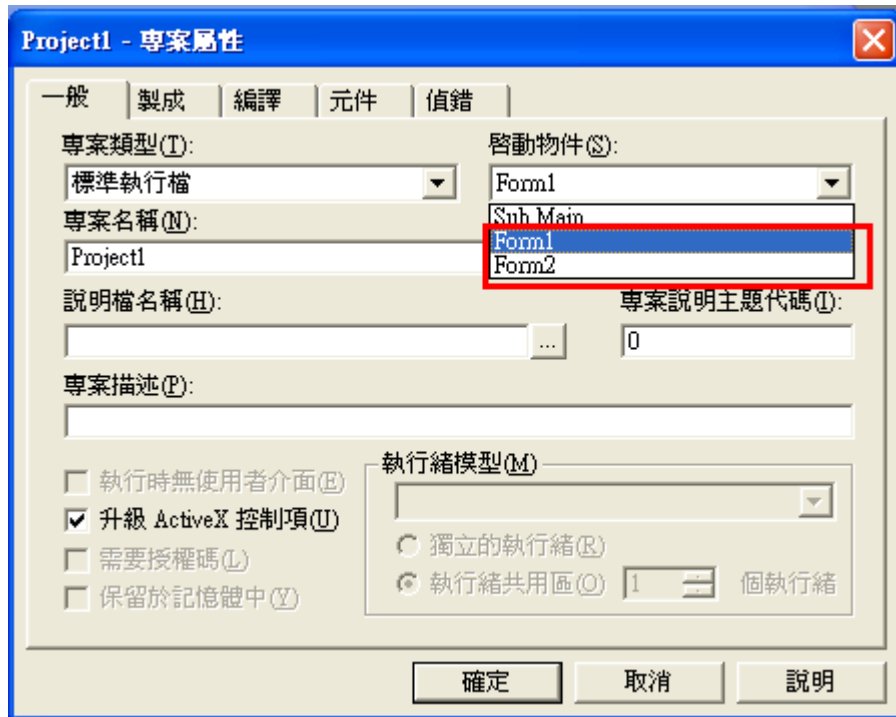 Project1 - 專案屬性
一般 製成 編譯 元件 偵錯
專案類型(T):
標準執行檔
啟動物件(S):
Form1
Sub Main
Form1
Form2
專案名稱(N):
Project1
說明檔名稱(H):
...
專案說明主題代碼(I):
0
專案描述(P):
執行時無使用者介面(E)
升級 ActiveX 控制項(U)
需要授權碼(L)
保留於記憶體中(Y)
執行緒模型(M)
獨立的執行緒(R)
執行緒共用區(O) 1 個執行緒
確定 取消 說明